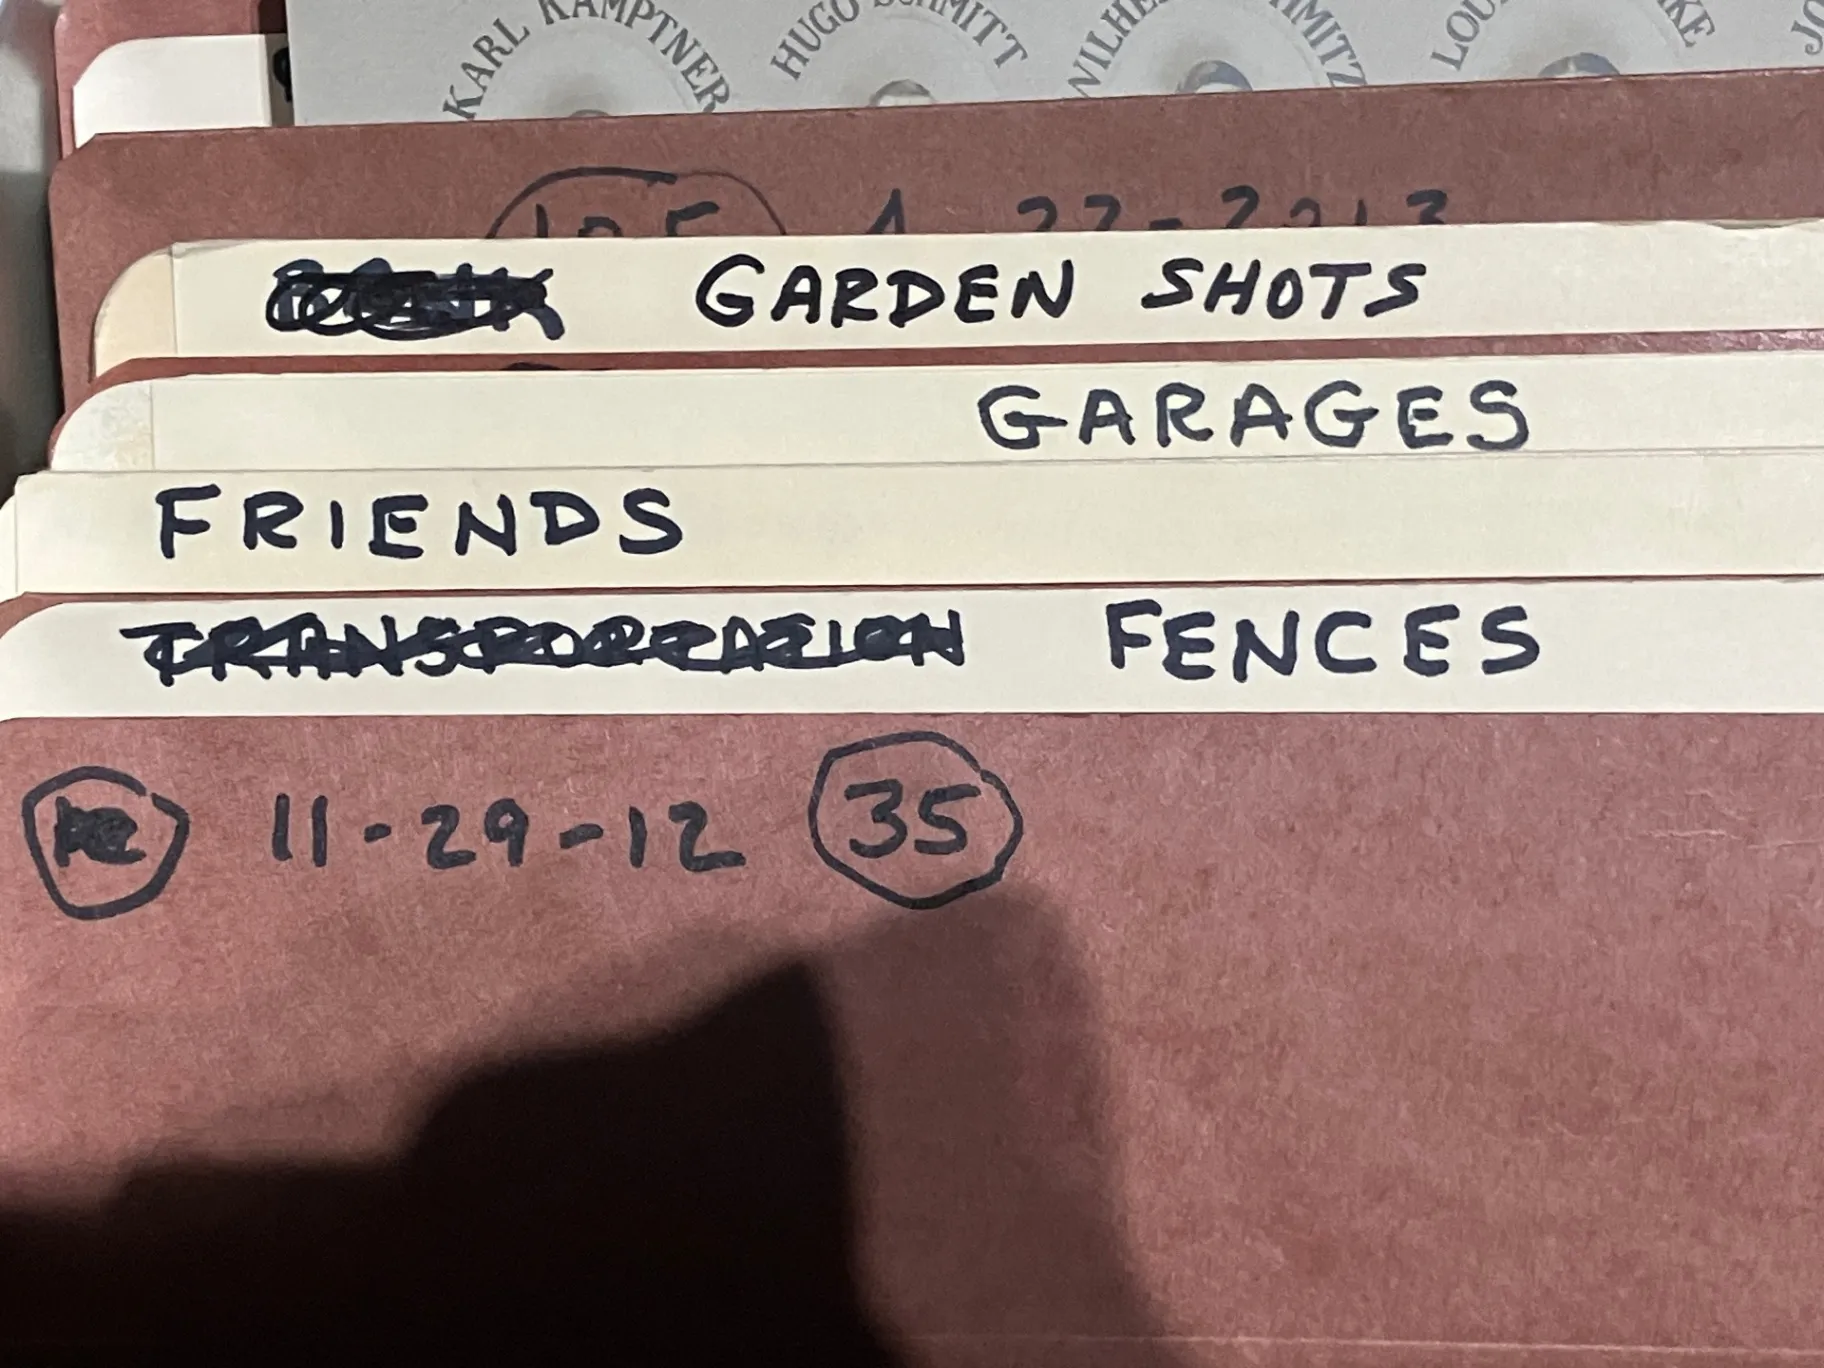 KARL KAMPTNER HUGO SCHMITT
GARDEN SHOTS
GARAGES
FRIENDS
TRANSPORTATION FENCES
11-29-12 35